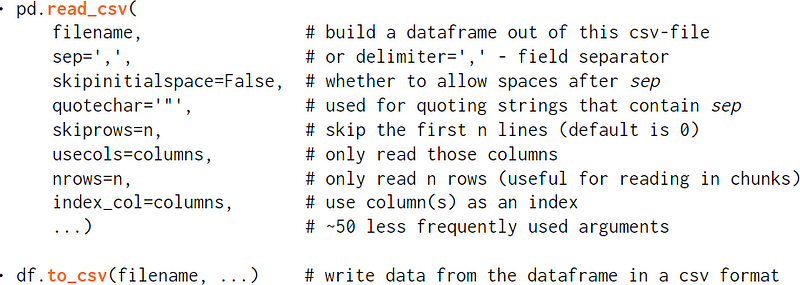 · pd.read_csv(
    filename,                # build a dataframe out of this csv-file
    sep=',',                 # or delimiter=',' - field separator
    skipinitialspace=False,  # whether to allow spaces after sep
    quotechar='"',           # used for quoting strings that contain sep
    skiprows=n,              # skip the first n lines (default is 0)
    usecols=columns,         # only read those columns
    nrows=n,                 # only read n rows (useful for reading in chunks)
    index_col=columns,       # use column(s) as an index
    ...)                     # ~50 less frequently used arguments
· df.to_csv(filename, ...)   # write data from the dataframe in a csv format